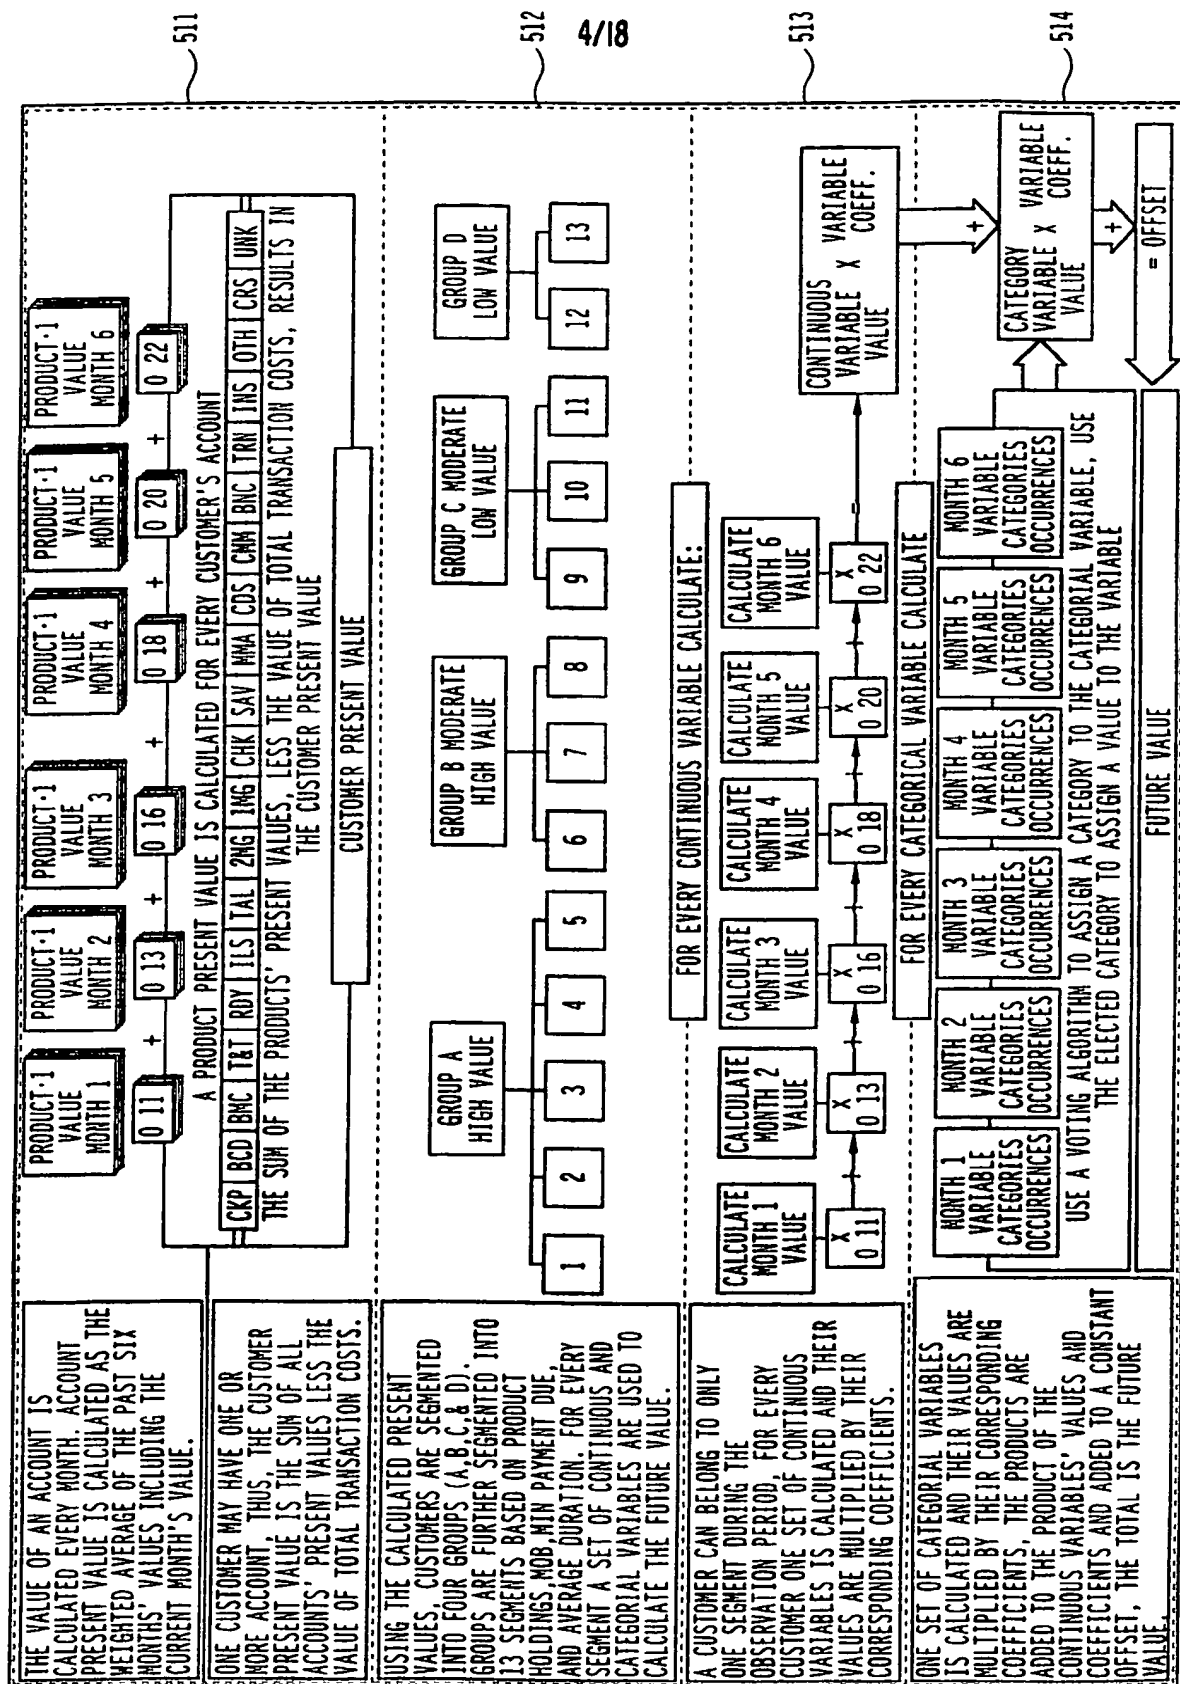 4/18
THE VALUE OF AN ACCOUNT IS
CALCULATED EVERY MONTH. ACCOUNT
PRESENT VALUE IS CALCULATED AS THE
WEIGHTED AVERAGE OF THE PAST SIX
MONTHS' VALUES INCLUDING THE
CURRENT MONTH'S VALUE.
ONE CUSTOMER MAY HAVE ONE OR
MORE ACCOUNT, THUS, THE CUSTOMER
PRESENT VALUE IS THE SUM OF ALL
ACCOUNTS' PRESENT VALUES LESS THE
VALUE OF TOTAL TRANSACTION COSTS.
PRODUCT·1
VALUE
MONTH 1
PRODUCT·1
VALUE
MONTH 2
PRODUCT·1
VALUE
MONTH 3
PRODUCT·1
VALUE
MONTH 4
PRODUCT·1
VALUE
MONTH 5
PRODUCT·1
VALUE
MONTH 6
0 11 + 0 13 + 0 16 + 0 18 + 0 20 + 0 22
A PRODUCT PRESENT VALUE IS CALCULATED FOR EVERY CUSTOMER'S ACCOUNT
CKP BCD BMC T&T RDY ILS TAL 2NG 1MG CHK SAV MMA CDS CNM BNC TRN INS OTH CRS UNK
THE SUM OF THE PRODUCTS' PRESENT VALUES, LESS THE VALUE OF TOTAL TRANSACTION COSTS, RESULTS IN
THE CUSTOMER PRESENT VALUE
CUSTOMER PRESENT VALUE
511
USING THE CALCULATED PRESENT
VALUES, CUSTOMERS ARE SEGMENTED
INTO FOUR GROUPS (A,B,C,& D).
GROUPS ARE FURTHER SEGMENTED INTO
13 SEGMENTS BASED ON PRODUCT
HOLDINGS,MOB,MIN PAYMENT DUE,
AND AVERAGE DURATION. FOR EVERY
SEGMENT A SET OF CONTINUOUS AND
CATEGORIAL VARIABLES ARE USED TO
CALCULATE THE FUTURE VALUE.
GROUP A
HIGH VALUE
GROUP B MODERATE
HIGH VALUE
GROUP C MODERATE
LOW VALUE
GROUP D
LOW VALUE
1 2 3 4 5 6 7 8 9 10 11 12 13
512
A CUSTOMER CAN BELONG TO ONLY
ONE SEGMENT DURING THE
OBSERVATION PERIOD, FOR EVERY
CUSTOMER ONE SET OF CONTINUOUS
VARIABLES IS CALCULATED AND THEIR
VALUES ARE MULTIPLIED BY THEIR
CORRESPONDING COEFFICIENTS.
FOR EVERY CONTINUOUS VARIABLE CALCULATE:
CALCULATE
MONTH 1
VALUE
CALCULATE
MONTH 2
VALUE
CALCULATE
MONTH 3
VALUE
CALCULATE
MONTH 4
VALUE
CALCULATE
MONTH 5
VALUE
CALCULATE
MONTH 6
VALUE
X
0 11
+
X
0 13
+
X
0 16
+
X
0 18
+
X
0 20
+
X
0 22
=
CONTINUOUS
VARIABLE X VARIABLE
VALUE COEFF.
+
513
ONE SET OF CATEGORIAL VARIABLES
IS CALCULATED AND THEIR VALUES ARE
MULTIPLIED BY THEIR CORRESPONDING
COEFFICIENTS, THE PRODUCTS ARE
ADDED TO THE PRODUCT OF THE
CONTINUOUS VARIABLES' VALUES AND
COEFFICIENTS AND ADDED TO A CONSTANT
OFFSET, THE TOTAL IS THE FUTURE
VALUE.
FOR EVERY CATEGORICAL VARIABLE CALCULATE
MONTH 1
VARIABLE
CATEGORIES
OCCURRENCES
MONTH 2
VARIABLE
CATEGORIES
OCCURRENCES
MONTH 3
VARIABLE
CATEGORIES
OCCURRENCES
MONTH 4
VARIABLE
CATEGORIES
OCCURRENCES
MONTH 5
VARIABLE
CATEGORIES
OCCURRENCES
MONTH 6
VARIABLE
CATEGORIES
OCCURRENCES
USE A VOTING ALGORITHM TO ASSIGN A CATEGORY TO THE CATEGORIAL VARIABLE, USE
THE ELECTED CATEGORY TO ASSIGN A VALUE TO THE VARIABLE
CATEGORY
VARIABLE X VARIABLE
VALUE COEFF.
+
= OFFSET
FUTURE VALUE
514